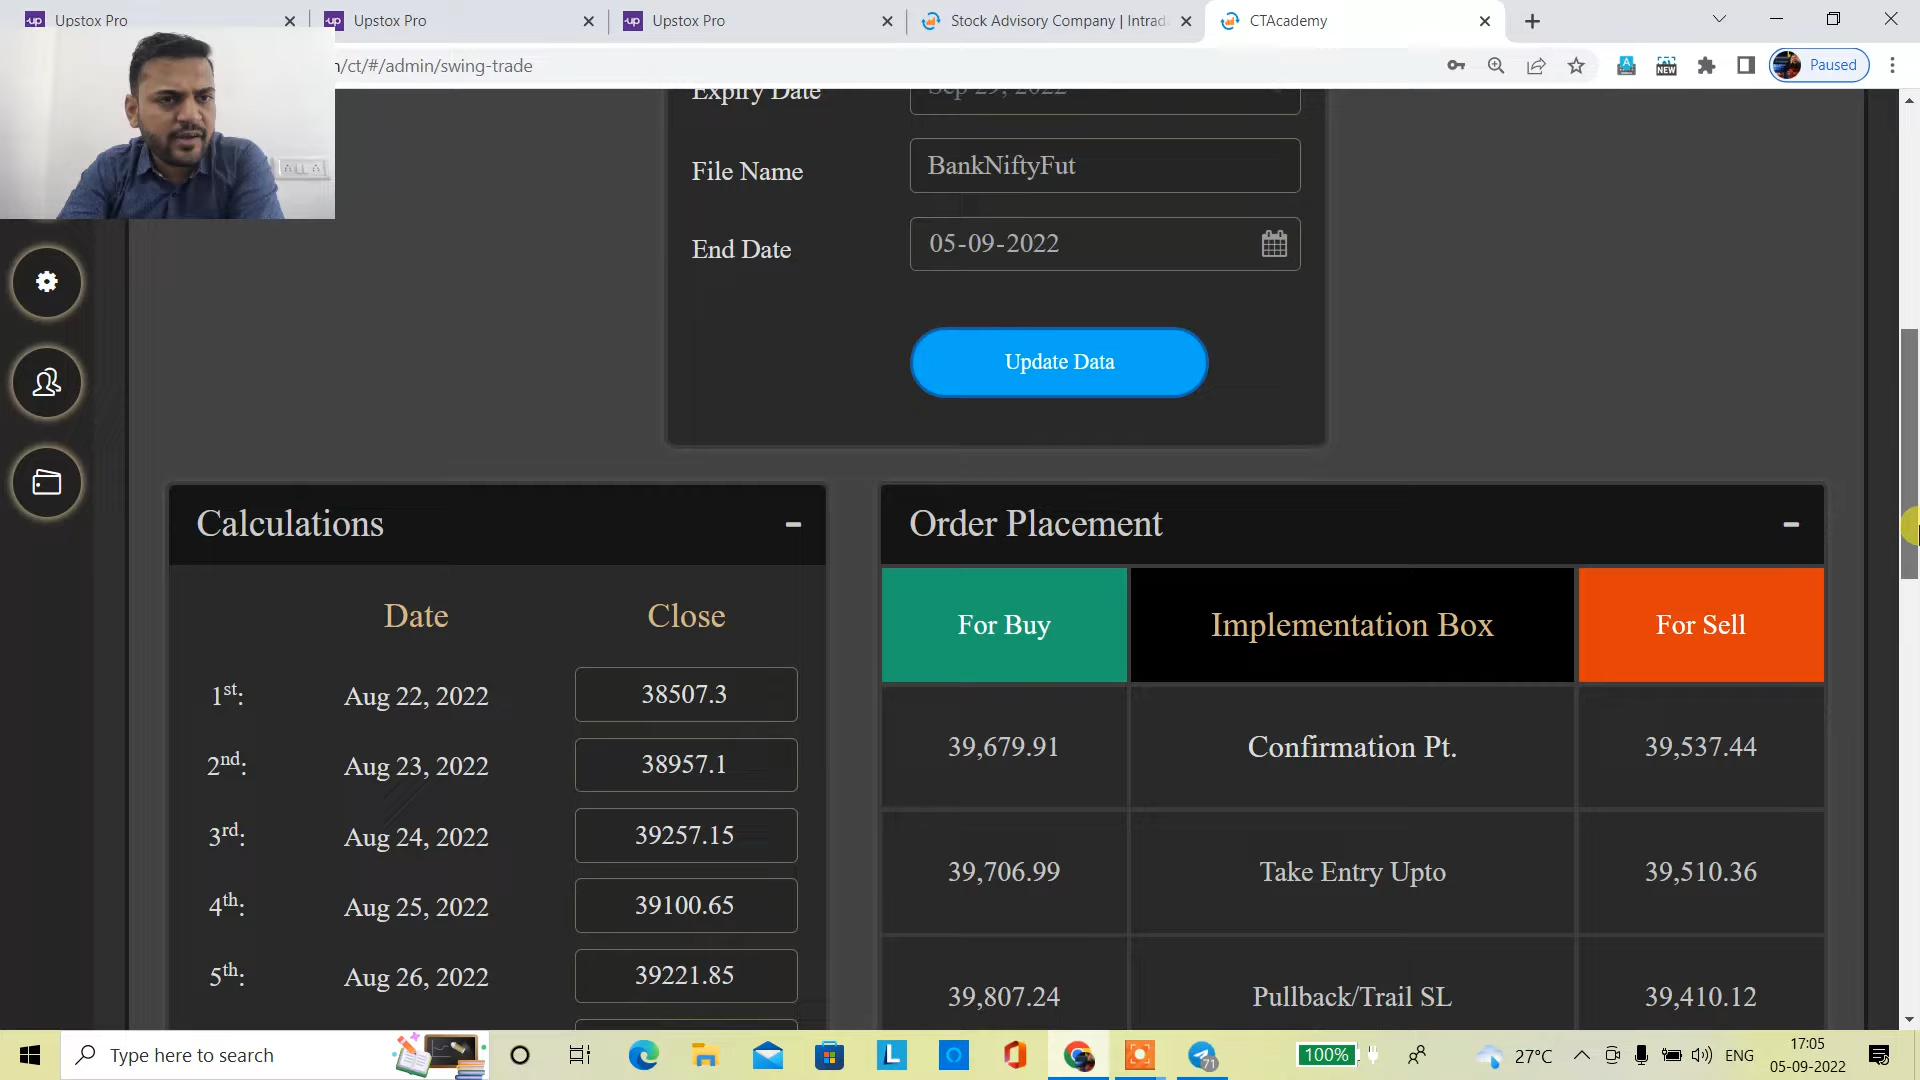 Upstox Pro
Upstox Pro
Upstox Pro
Stock Advisory Company | Intrad
CTAcademy
n/ct/#/admin/swing-trade
NEW
Paused
Expiry Date
Sep 29, 2022
File Name
BankNiftyFut
End Date
05-09-2022
Update Data
Calculations
Date Close
1st: Aug 22, 2022 38507.3
2nd: Aug 23, 2022 38957.1
3rd: Aug 24, 2022 39257.15
4th: Aug 25, 2022 39100.65
5th: Aug 26, 2022 39221.85
Order Placement
For Buy Implementation Box For Sell
39,679.91 Confirmation Pt. 39,537.44
39,706.99 Take Entry Upto 39,510.36
39,807.24 Pullback/Trail SL 39,410.12
Type here to search
L
71
100%
27°C
ENG
17:05
05-09-2022